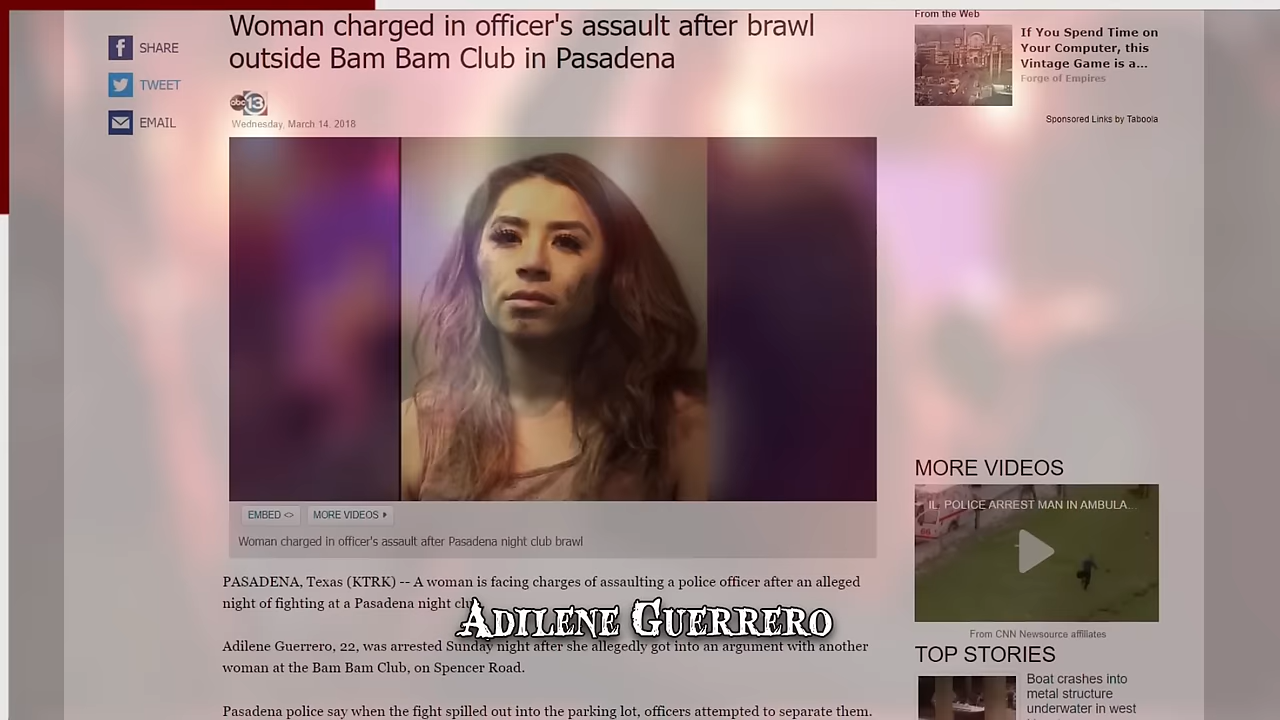 Woman charged in officer's assault after brawl
outside Bam Bam Club in Pasadena
SHARE
TWEET
EMAIL
abc 13
Wednesday, March 14, 2018
EMBED <>
MORE VIDEOS
Woman charged in officer's assault after Pasadena night club brawl
PASADENA, Texas (KTRK) -- A woman is facing charges of assaulting a police officer after an alleged
night of fighting at a Pasadena night
ADILENE GUERRERO
Adilene Guerrero, 22, was arrested Sunday night after she allegedly got into an argument with another
woman at the Bam Bam Club, on Spencer Road.
Pasadena police say when the fight spilled out into the parking lot, officers attempted to separate them.
From the Web
If You Spend Time on
Your Computer, this
Vintage Game is a...
Forge of Empires
Sponsored Links by Taboola
MORE VIDEOS
IL: POLICE ARREST MAN IN AMBULA...
From CNN Newsource affiliates
TOP STORIES
Boat crashes into
metal structure
underwater in west